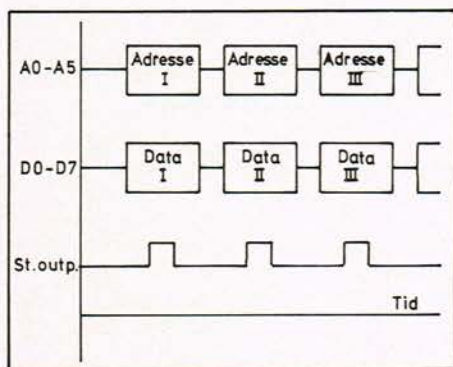 A0-A5
Adresse I
Adresse II
Adresse III
D0-D7
Data I
Data II
Data III
St.outp.
Tid